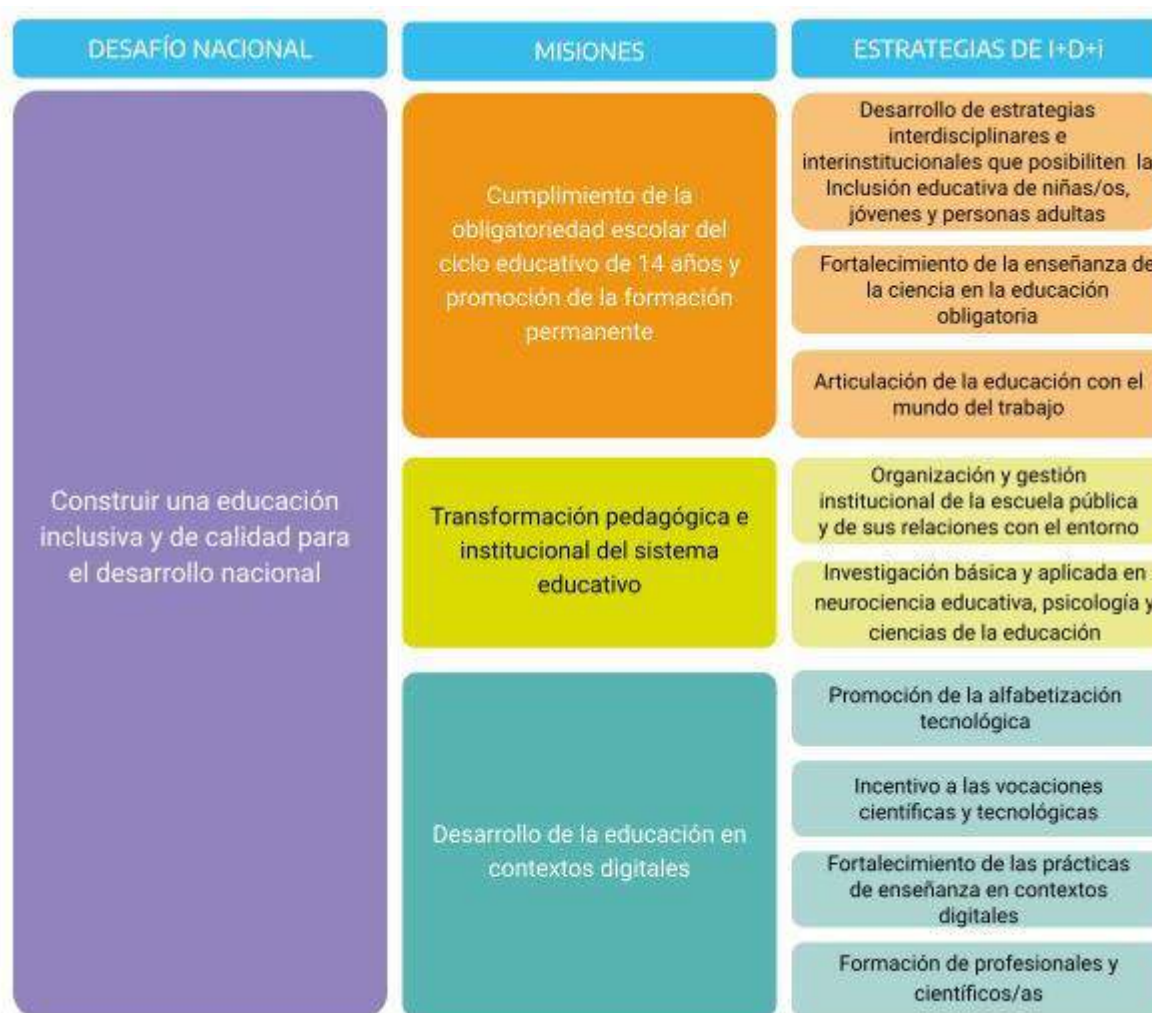 DESAFÍO NACIONAL
MISIONES
ESTRATEGIAS DE I+D+i
Construir una educación
inclusiva y de calidad para
el desarrollo nacional
Cumplimiento de la
obligatoriedad escolar del
ciclo educativo de 14 años y
promoción de la formación
permanente
Desarrollo de estrategias
interdisciplinares e
interinstitucionales que posibiliten la
Inclusión educativa de niñas/os,
jóvenes y personas adultas
Fortalecimiento de la enseñanza de
la ciencia en la educación
obligatoria
Articulación de la educación con el
mundo del trabajo
Transformación pedagógica e
institucional del sistema
educativo
Organización y gestión
institucional de la escuela pública
y de sus relaciones con el entorno
Investigación básica y aplicada en
neurociencia educativa, psicología y
ciencias de la educación
Desarrollo de la educación en
contextos digitales
Promoción de la alfabetización
tecnológica
Incentivo a las vocaciones
científicas y tecnológicas
Fortalecimiento de las prácticas
de enseñanza en contextos
digitales
Formación de profesionales y
científicos/as